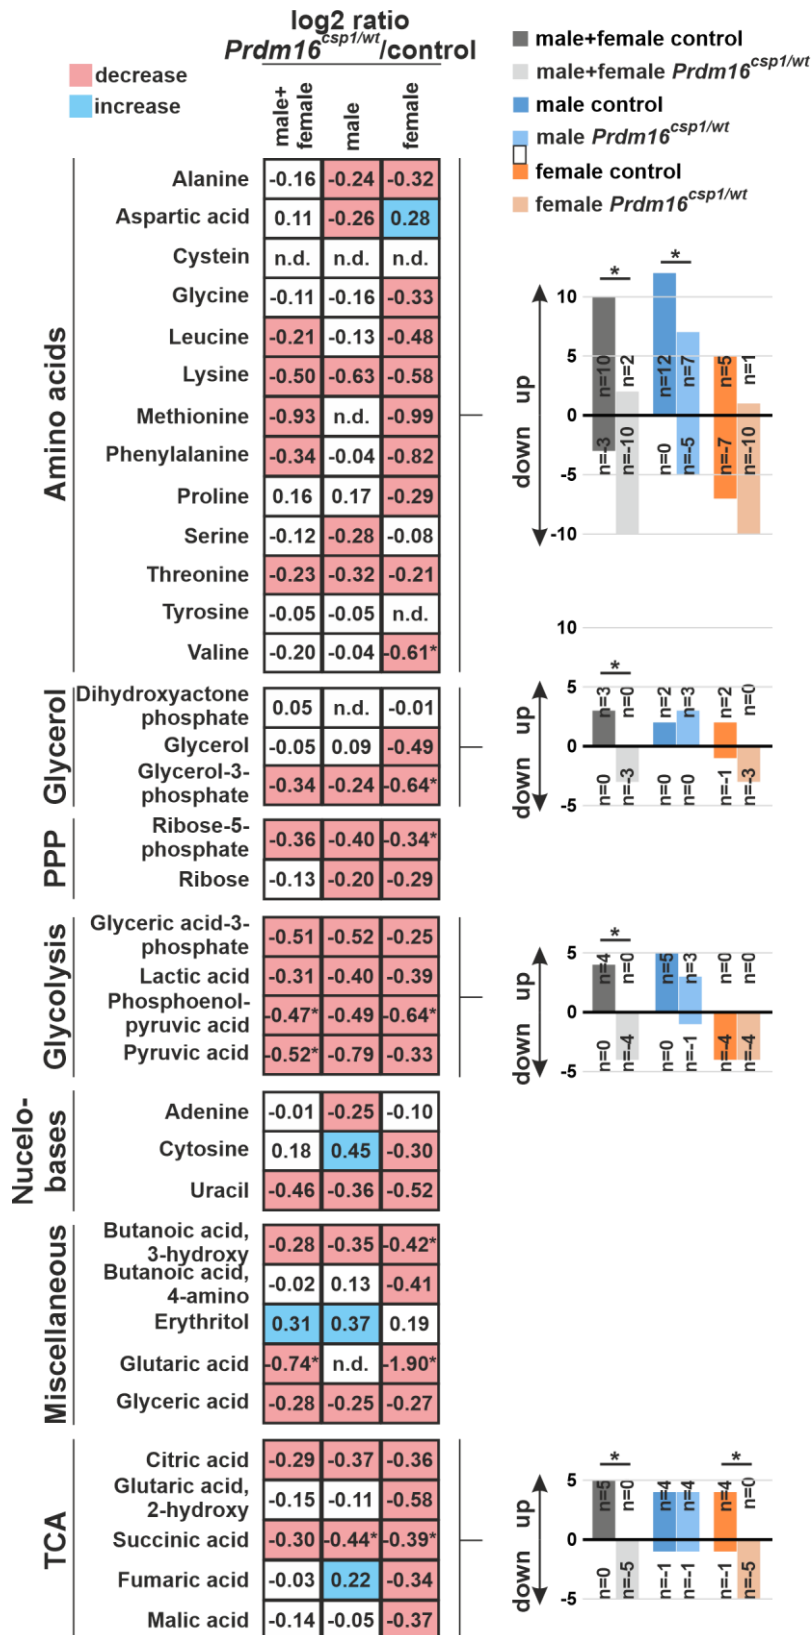 log2 ratio
Prdm16csp1/wt/control
decrease
increase
male+
female
male
female
male+female control
male+female Prdm16csp1/wt
male control
male Prdm16csp1/wt
female control
female Prdm16csp1/wt
Amino acids
Alanine -0.16 -0.24 -0.32
Aspartic acid 0.11 -0.26 0.28
Cystein n.d. n.d. n.d.
Glycine -0.11 -0.16 -0.33
Leucine -0.21 -0.13 -0.48
Lysine -0.50 -0.63 -0.58
Methionine -0.93 n.d. -0.99
Phenylalanine -0.34 -0.04 -0.82
Proline 0.16 0.17 -0.29
Serine -0.12 -0.28 -0.08
Threonine -0.23 -0.32 -0.21
Tyrosine -0.05 -0.05 n.d.
Valine -0.20 -0.04 -0.61*
down up
10
5
0
-5
-10
* *
n=10 n=2 n=12 n=7 n=5 n=1
n=-3 n=-10 n=0 n=-5 n=-7 n=-10
Glycerol
Dihydroxyactone
phosphate 0.05 n.d. -0.01
Glycerol -0.05 0.09 -0.49
Glycerol-3-
phosphate -0.34 -0.24 -0.64*
down up
10
5
0
-5
*
n=3 n=0 n=2 n=3 n=2 n=0
n=0 n=-3 n=0 n=0 n=-1 n=-3
PPP
Ribose-5-
phosphate -0.36 -0.40 -0.34*
Ribose -0.13 -0.20 -0.29
Glycolysis
Glyceric acid-3-
phosphate -0.51 -0.52 -0.25
Lactic acid -0.31 -0.40 -0.39
Phosphoenol-
pyruvic acid -0.47* -0.49 -0.64*
Pyruvic acid -0.52* -0.79 -0.33
down up
5
0
-5
*
n=4 n=0 n=5 n=3 n=0 n=0
n=0 n=-4 n=0 n=-1 n=-4 n=-4
Nucelo-
bases
Adenine -0.01 -0.25 -0.10
Cytosine 0.18 0.45 -0.30
Uracil -0.46 -0.36 -0.52
Miscellaneous
Butanoic acid,
3-hydroxy -0.28 -0.35 -0.42*
Butanoic acid,
4-amino -0.02 0.13 -0.41
Erythritol 0.31 0.37 0.19
Glutaric acid -0.74* n.d. -1.90*
Glyceric acid -0.28 -0.25 -0.27
TCA
Citric acid -0.29 -0.37 -0.36
Glutaric acid,
2-hydroxy -0.15 -0.11 -0.58
Succinic acid -0.30 -0.44* -0.39*
Fumaric acid -0.03 0.22 -0.34
Malic acid -0.14 -0.05 -0.37
down up
5
0
-5
* *
n=5 n=0 n=4 n=4 n=4 n=0
n=0 n=-5 n=-1 n=-1 n=-1 n=-5